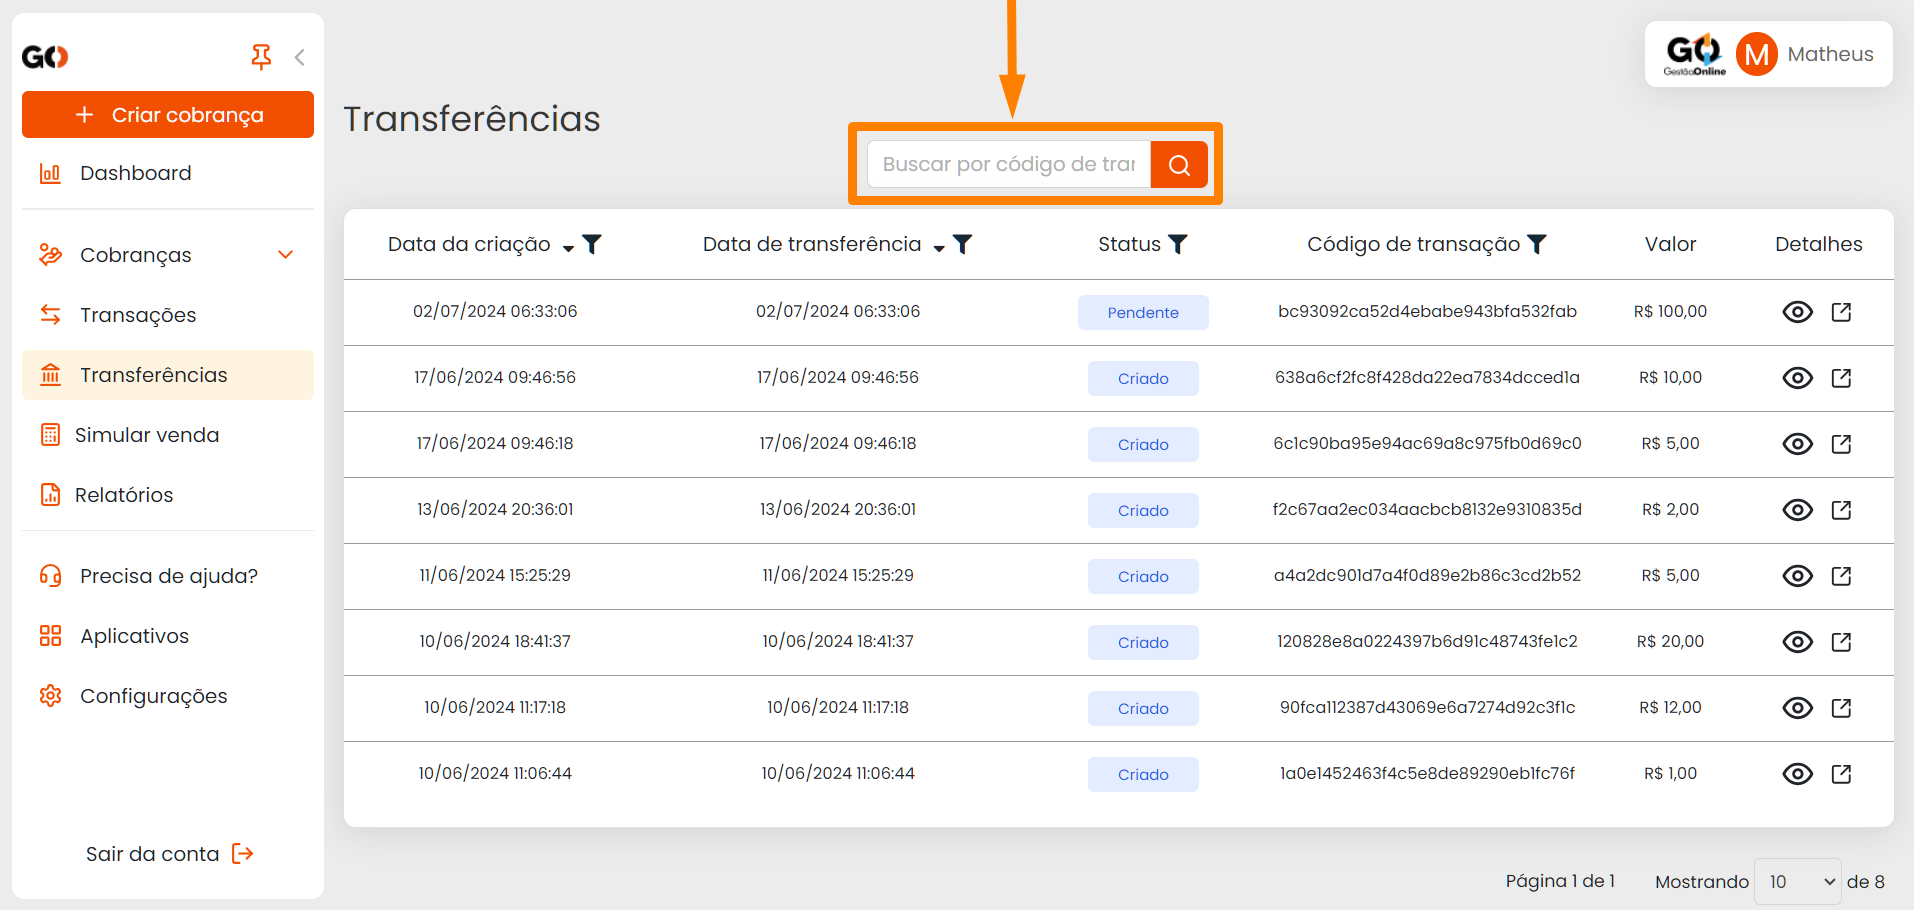 GO
Criar cobrança
Dashboard
Cobranças
Transações
Transferências
Simular venda
Relatórios
Precisa de ajuda?
Aplicativos
Configurações
Sair da conta
GO
GestãoOnline
M
Matheus
Transferências
Buscar por código de trar
Data da criação Data de transferência Status Código de transação Valor Detalhes
02/07/2024 06:33:06 02/07/2024 06:33:06 Pendente bc93092ca52d4ebabe943bfa532fab R$ 100,00
17/06/2024 09:46:56 17/06/2024 09:46:56 Criado 638a6cf2fc8f428da22ea7834dcced1a R$ 10,00
17/06/2024 09:46:18 17/06/2024 09:46:18 Criado 6c1c90ba95e94ac69a8c975fb0d69c0 R$ 5,00
13/06/2024 20:36:01 13/06/2024 20:36:01 Criado f2c67aa2ec034aacbcb8132e9310835d R$ 2,00
11/06/2024 15:25:29 11/06/2024 15:25:29 Criado a4a2dc901d7a4f0d89e2b86c3cd2b52 R$ 5,00
10/06/2024 18:41:37 10/06/2024 18:41:37 Criado 120828e8a0224397b6d91c48743fe1c2 R$ 20,00
10/06/2024 11:17:18 10/06/2024 11:17:18 Criado 90fca112387d43069e6a7274d92c3f1c R$ 12,00
10/06/2024 11:06:44 10/06/2024 11:06:44 Criado 1a0e1452463f4c5e8de89290eb1fc76f R$ 1,00
Página 1 de 1 Mostrando 10 de 8